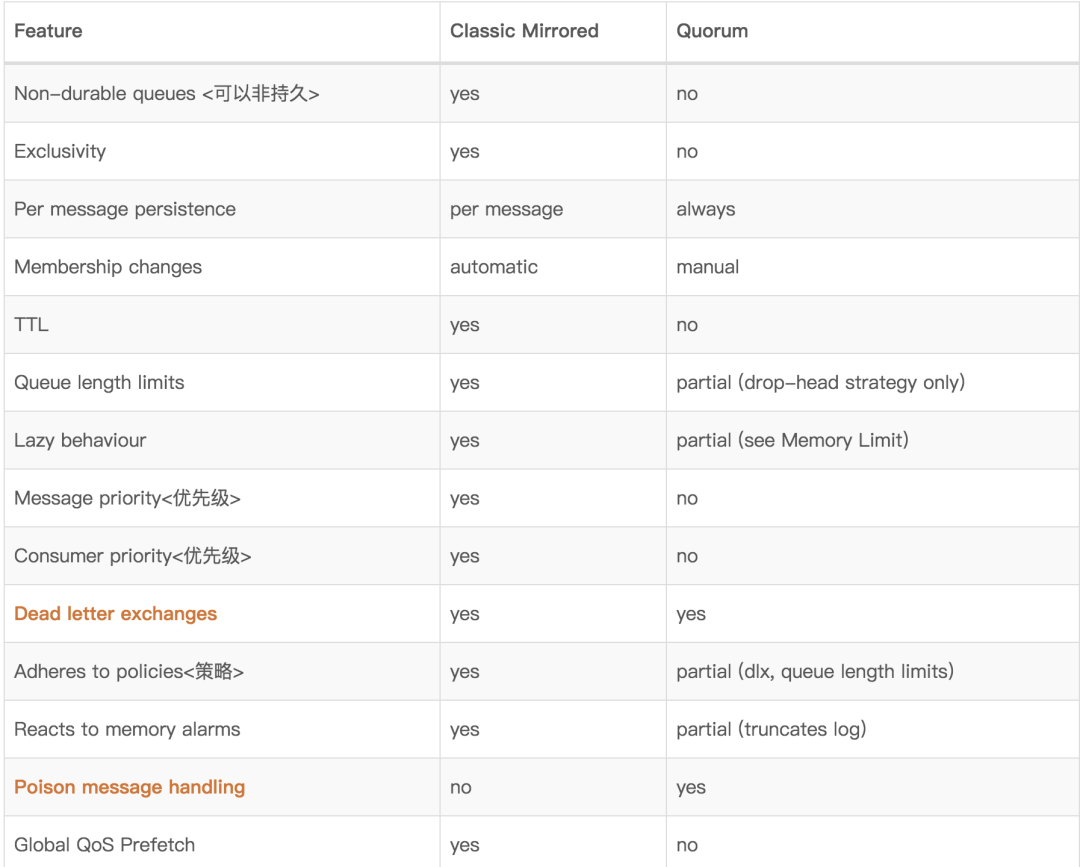 Feature Classic Mirrored Quorum
Non-durable queues <可以非持久> yes no
Exclusivity yes no
Per message persistence per message always
Membership changes automatic manual
TTL yes no
Queue length limits yes partial (drop-head strategy only)
Lazy behaviour yes partial (see Memory Limit)
Message priority<优先级> yes no
Consumer priority<优先级> yes no
Dead letter exchanges yes yes
Adheres to policies<策略> yes partial (dlx, queue length limits)
Reacts to memory alarms yes partial (truncates log)
Poison message handling no yes
Global QoS Prefetch yes no